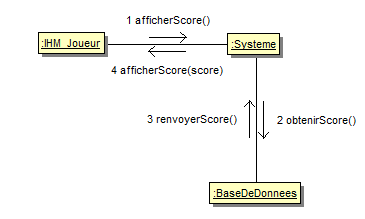 1 afficherScore()
:IHM_Joueur
:Systeme
4 afficherScore(score)
3 renvoyerScore()
2 obtenirScore()
:BaseDeDonnees